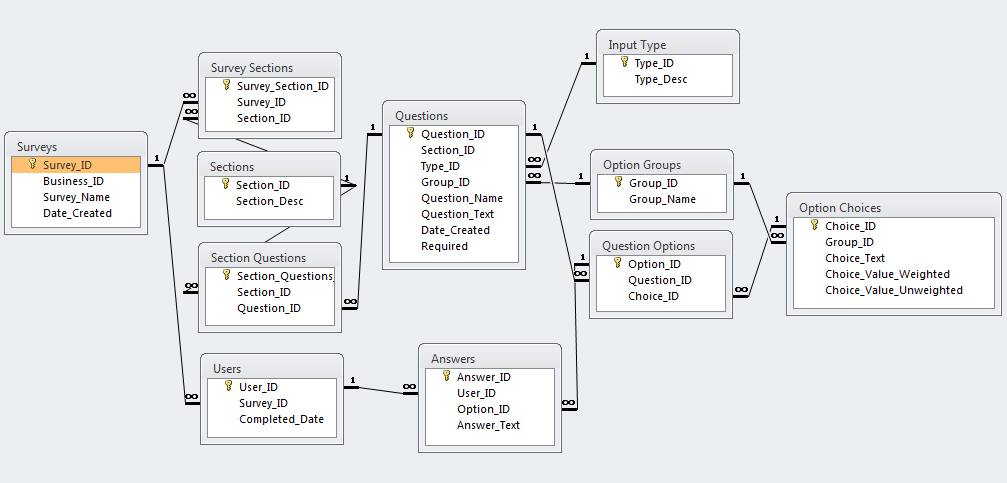 Surveys
Survey_ID
Business_ID
Survey_Name
Date_Created
1
Survey Sections
Survey_Section_ID
Survey_ID
Section_ID
∞
∞
Sections
Section_ID
Section_Desc
1
Section Questions
Section_Questions_
Section_ID
Question_ID
∞
∞
Users
User_ID
Survey_ID
Completed_Date
∞
1
Questions
Question_ID
Section_ID
Type_ID
Group_ID
Question_Name
Question_Text
Date_Created
Required
1
1
∞
∞
Answers
Answer_ID
User_ID
Option_ID
Answer_Text
∞
∞
Input Type
Type_ID
Type_Desc
1
Option Groups
Group_ID
Group_Name
1
1
Question Options
Option_ID
Question_ID
Choice_ID
1
∞
∞
Option Choices
Choice_ID
Group_ID
Choice_Text
Choice_Value_Weighted
Choice_Value_Unweighted
1
∞